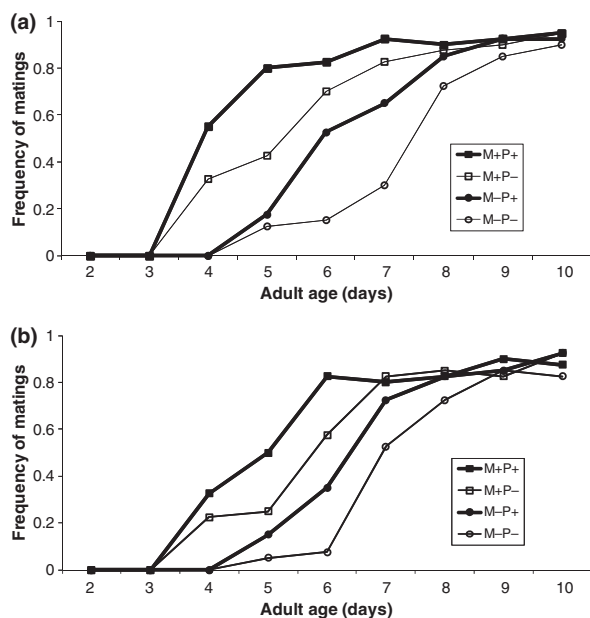 (a)
1
0.8
0.6
0.4
0.2
0
Frequency of matings
M+P+
M+P–
M–P+
M–P–
2 3 4 5 6 7 8 9 10
Adult age (days)
(b)
1
0.8
0.6
0.4
0.2
0
Frequency of matings
M+P+
M+P–
M–P+
M–P–
2 3 4 5 6 7 8 9 10
Adult age (days)